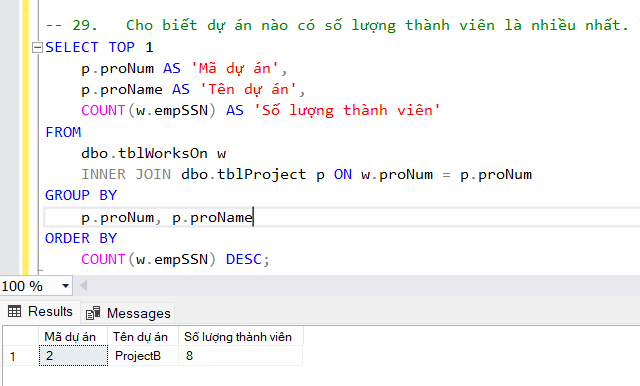 -- 29. Cho biết dự án nào có số lượng thành viên là nhiều nhất.
SELECT TOP 1
p.proNum AS 'Mã dự án',
p.proName AS 'Tên dự án',
COUNT(w.empSSN) AS 'Số lượng thành viên'
FROM
dbo.tblWorksOn w
INNER JOIN dbo.tblProject p ON w.proNum = p.proNum
GROUP BY
p.proNum, p.proName
ORDER BY
COUNT(w.empSSN) DESC;
100 %
Results Messages
Mã dự án Tên dự án Số lượng thành viên
1 2 ProjectB 8